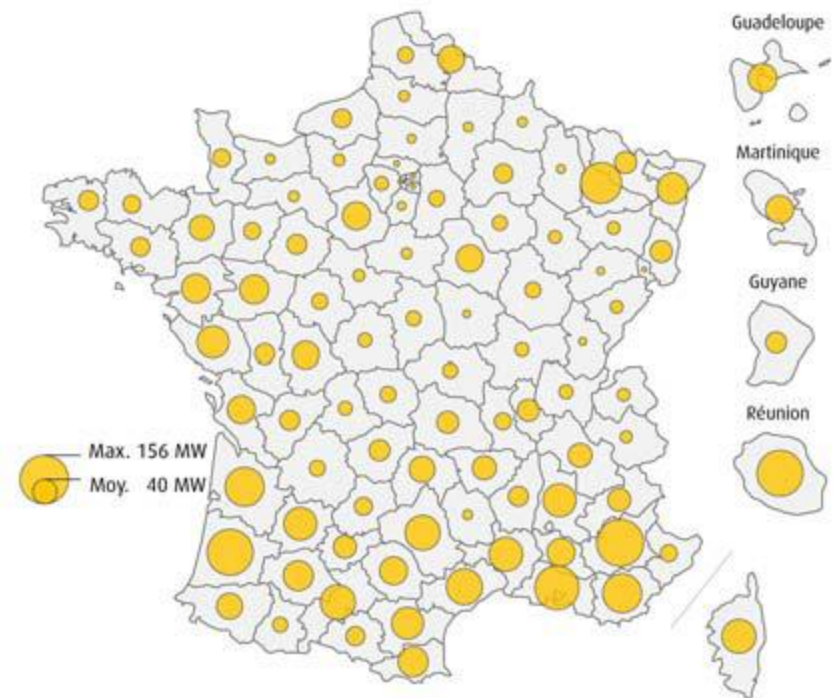 Guadeloupe
Martinique
Guyane
Réunion
Max. 156 MW
Moy. 40 MW